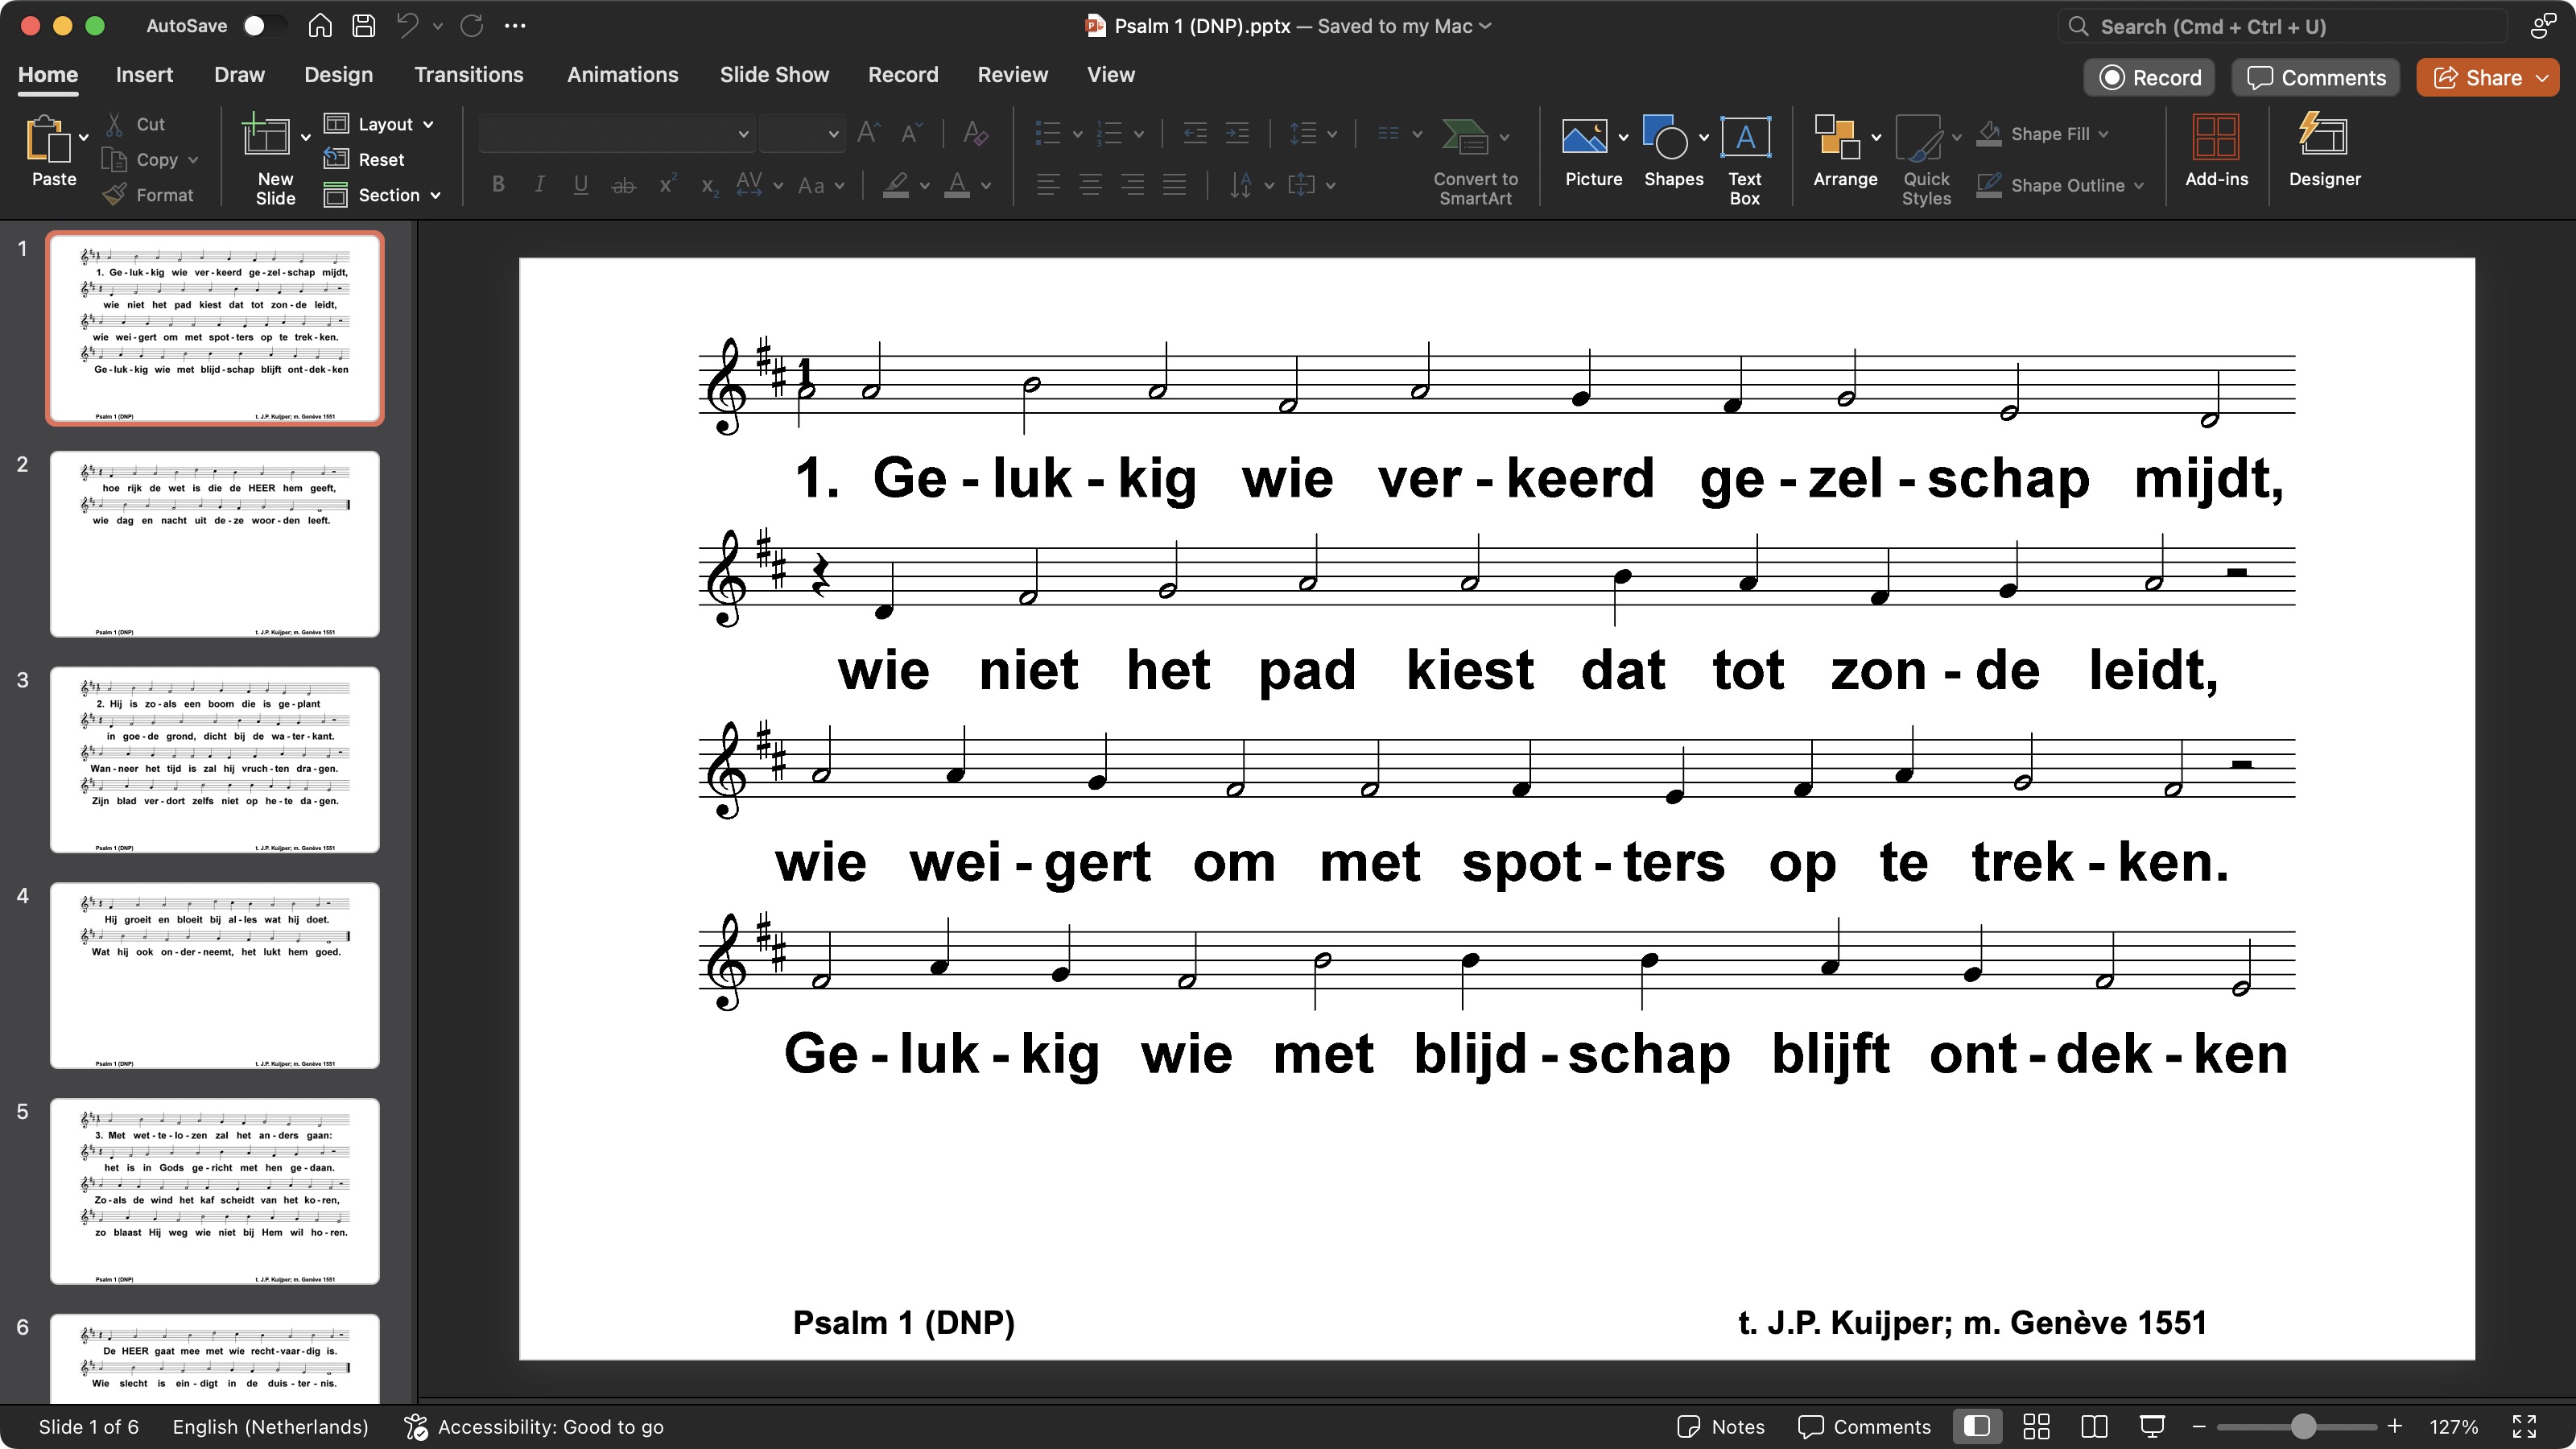 AutoSave
Psalm 1 (DNP).pptx — Saved to my Mac
Search (Cmd + Ctrl + U)
Home Insert Draw Design Transitions Animations Slide Show Record Review View
Record Comments Share
Paste
Cut
Copy
Format
New Slide
Layout
Reset
Section
Convert to SmartArt
Picture
Shapes
Text Box
Arrange
Quick Styles
Shape Fill
Shape Outline
Add-ins
Designer
1
1. Ge - luk - kig wie ver - keerd ge - zel - schap mijdt,
wie niet het pad kiest dat tot zon - de leidt,
wie wei - gert om met spot - ters op te trek - ken.
Ge - luk - kig wie met blijd - schap blijft ont - dek - ken
Psalm 1 (DNP) t. J.P. Kuijper; m. Genève 1551
2
hoe rijk de wet is die de HEER hem geeft,
wie dag en nacht uit de - ze woor - den leeft.
Psalm 1 (DNP) t. J.P. Kuijper; m. Genève 1551
3
2. Hij is zo - als een boom die is ge - plant
in goe - de grond, dicht bij de wa - ter - kant.
Wan - neer het tijd is zal hij vruch - ten dra - gen.
Zijn blad ver - dort zelfs niet op he - te da - gen.
Psalm 1 (DNP) t. J.P. Kuijper; m. Genève 1551
4
Hij groeit en bloeit bij al - les wat hij doet.
Wat hij ook on - der - neemt, het lukt hem goed.
Psalm 1 (DNP) t. J.P. Kuijper; m. Genève 1551
5
3. Met wet - te - lo - zen zal het an - ders gaan:
het is in Gods ge - richt met hen ge - daan.
Zo - als de wind het kaf scheidt van het ko - ren,
zo blaast Hij weg wie niet bij Hem wil ho - ren.
Psalm 1 (DNP) t. J.P. Kuijper; m. Genève 1551
6
De HEER gaat mee met wie recht - vaar - dig is.
Wie slecht is ein - digt in de duis - ter - nis.
1
1. Ge - luk - kig wie ver - keerd ge - zel - schap mijdt,
wie niet het pad kiest dat tot zon - de leidt,
wie wei - gert om met spot - ters op te trek - ken.
Ge - luk - kig wie met blijd - schap blijft ont - dek - ken
Psalm 1 (DNP) t. J.P. Kuijper; m. Genève 1551
Slide 1 of 6 English (Netherlands) Accessibility: Good to go Notes Comments 127%